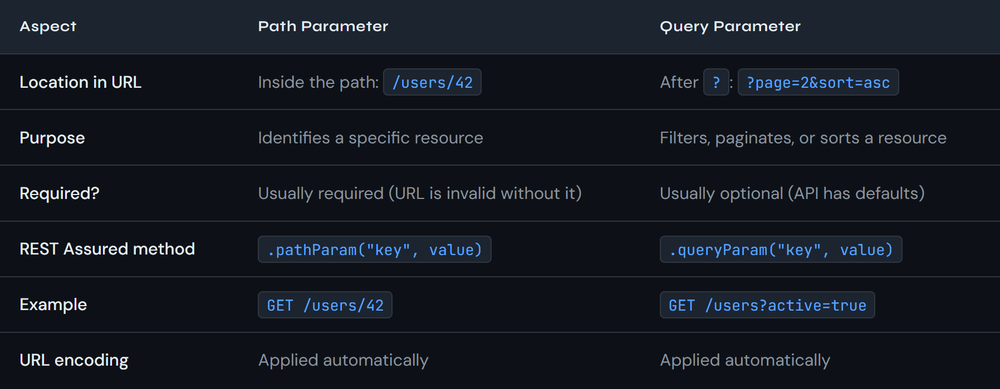 Aspect Path Parameter Query Parameter
Location in URL Inside the path: /users/42 After ? : ?page=2&sort=asc
Purpose Identifies a specific resource Filters, paginates, or sorts a resource
Required? Usually required (URL is invalid without it) Usually optional (API has defaults)
REST Assured method .pathParam("key", value) .queryParam("key", value)
Example GET /users/42 GET /users?active=true
URL encoding Applied automatically Applied automatically